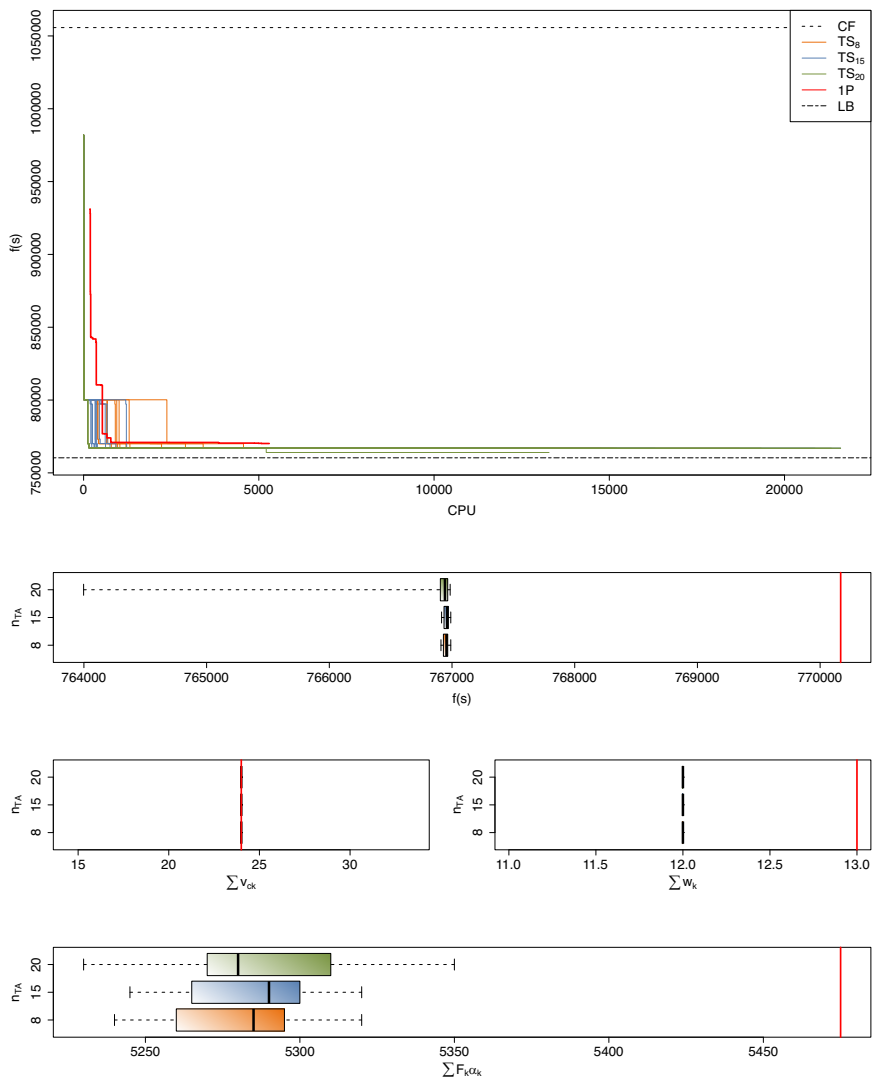 1050000
1000000
950000
900000
850000
800000
750000
f(s)
0 5000 10000 15000 20000
CPU
CF
TS8
TS15
TS20
1P
LB
20
15
8
nTA
764000 765000 766000 767000 768000 769000 770000
f(s)
20
15
8
nTA
15 20 25 30
∑ vck
20
15
8
nTA
11.0 11.5 12.0 12.5 13.0
∑ wk
20
15
8
nTA
5250 5300 5350 5400 5450
∑ Fkαk